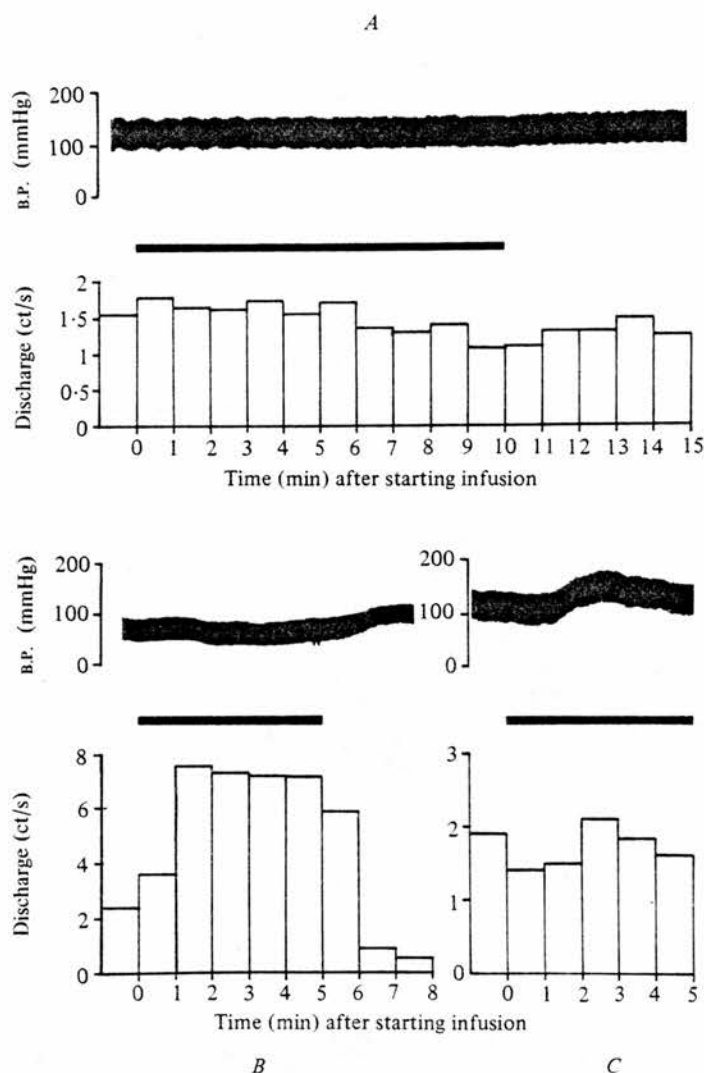 A
200
100
0
B.P. (mmHg)
2
1·5
1
0·5
0
Discharge (ct/s)
0 1 2 3 4 5 6 7 8 9 10 11 12 13 14 15
Time (min) after starting infusion
200
100
0
B.P. (mmHg)
200
100
0
B.P. (mmHg)
8
6
4
2
0
Discharge (ct/s)
3
2
1
0
Discharge (ct/s)
0 1 2 3 4 5 6 7 8
0 1 2 3 4 5
Time (min) after starting infusion
B
C